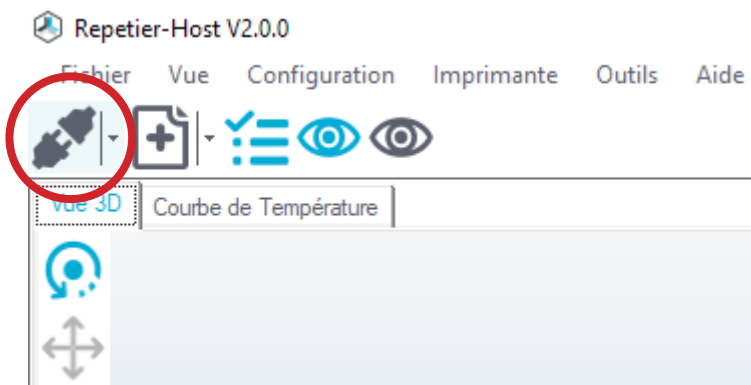 Repetier-Host V2.0.0
Fichier Vue Configuration Imprimante Outils Aide
Vue 3D Courbe de Température